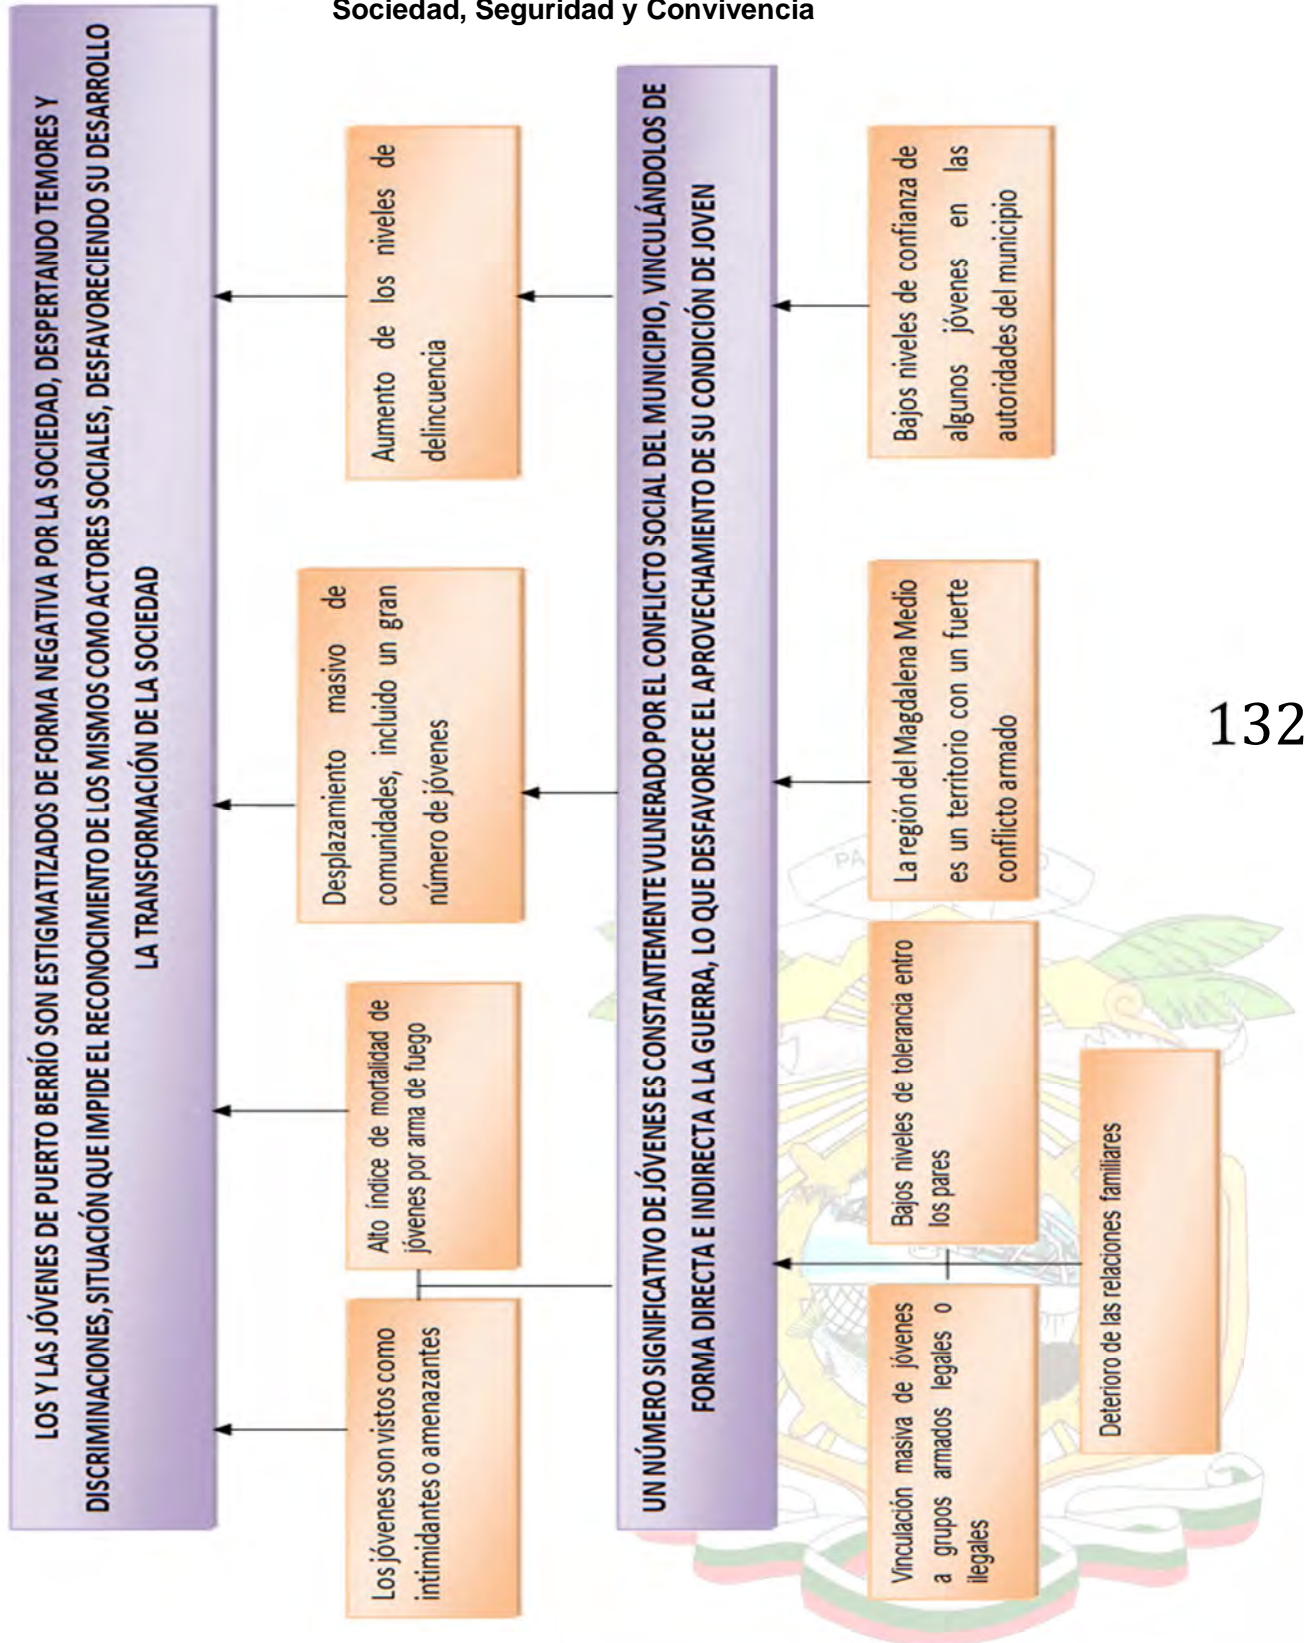 Sociedad, Seguridad y Convivencia
LOS Y LAS JÓVENES DE PUERTO BERRÍO SON ESTIGMATIZADOS DE FORMA NEGATIVA POR LA SOCIEDAD, DESPERTANDO TEMORES Y
DISCRIMINACIONES, SITUACIÓN QUE IMPIDE EL RECONOCIMIENTO DE LOS MISMOS COMO ACTORES SOCIALES, DESFAVORECIENDO SU DESARROLLO
LA TRANSFORMACIÓN DE LA SOCIEDAD
Los jóvenes son vistos como
intimidantes o amenazantes
Alto índice de mortalidad de
jóvenes por arma de fuego
Desplazamiento masivo de
comunidades, incluido un gran
número de jóvenes
Aumento de los niveles de
delincuencia
UN NÚMERO SIGNIFICATIVO DE JÓVENES ES CONSTANTEMENTE VULNERADO POR EL CONFLICTO SOCIAL DEL MUNICIPIO, VINCULÁNDOLOS DE
FORMA DIRECTA E INDIRECTA A LA GUERRA, LO QUE DESFAVORECE EL APROVECHAMIENTO DE SU CONDICIÓN DE JOVEN
Vinculación masiva de jóvenes
a grupos armados legales o
ilegales
Bajos niveles de tolerancia entro
los pares
La región del Magdalena Medio
es un territorio con un fuerte
conflicto armado
Bajos niveles de confianza de
algunos jóvenes en las
autoridades del municipio
Deterioro de las relaciones familiares
132